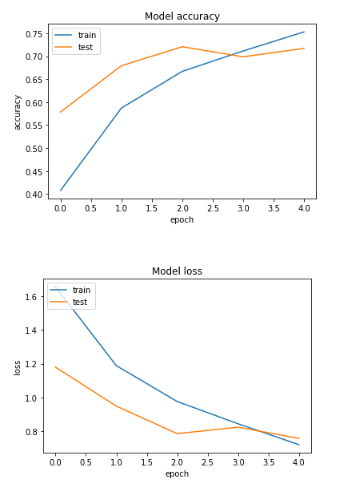 Model accuracy
train
test
0.75
0.70
0.65
0.60
0.55
0.50
0.45
0.40
accuracy
0.0 0.5 1.0 1.5 2.0 2.5 3.0 3.5 4.0
epoch
Model loss
train
test
1.6
1.4
1.2
1.0
0.8
loss
0.0 0.5 1.0 1.5 2.0 2.5 3.0 3.5 4.0
epoch